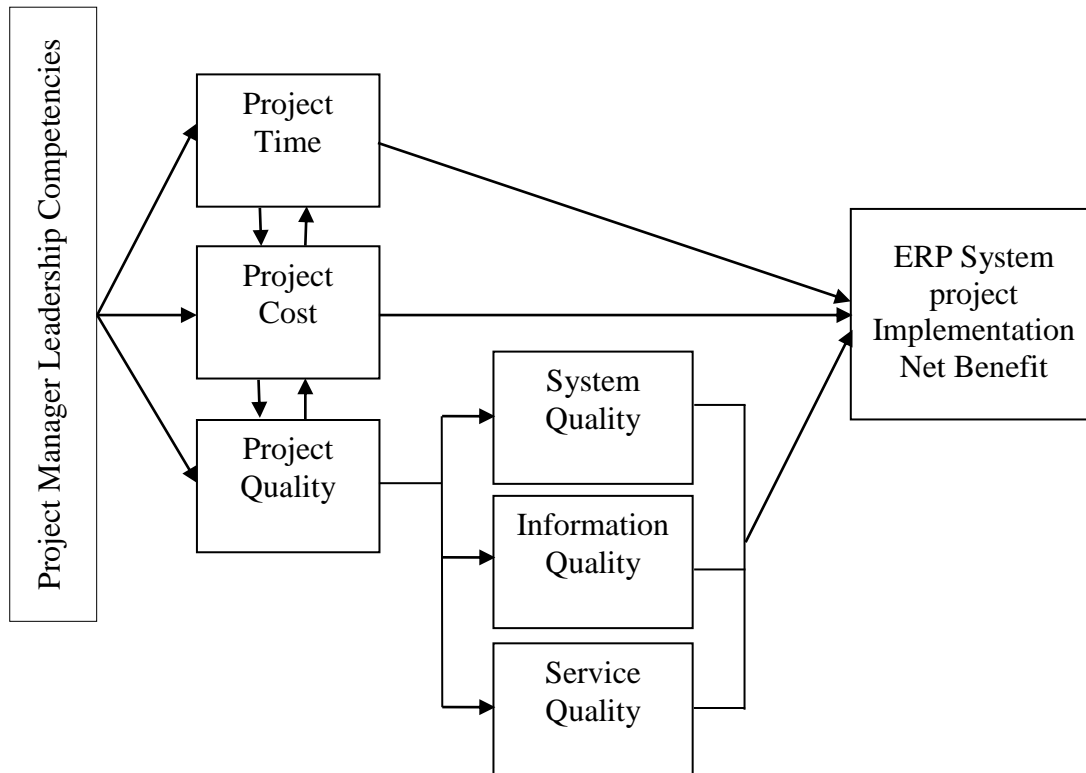 Project Manager Leadership Competencies
Project
Time
Project
Cost
Project
Quality
System
Quality
Information
Quality
Service
Quality
ERP System
project
Implementation
Net Benefit